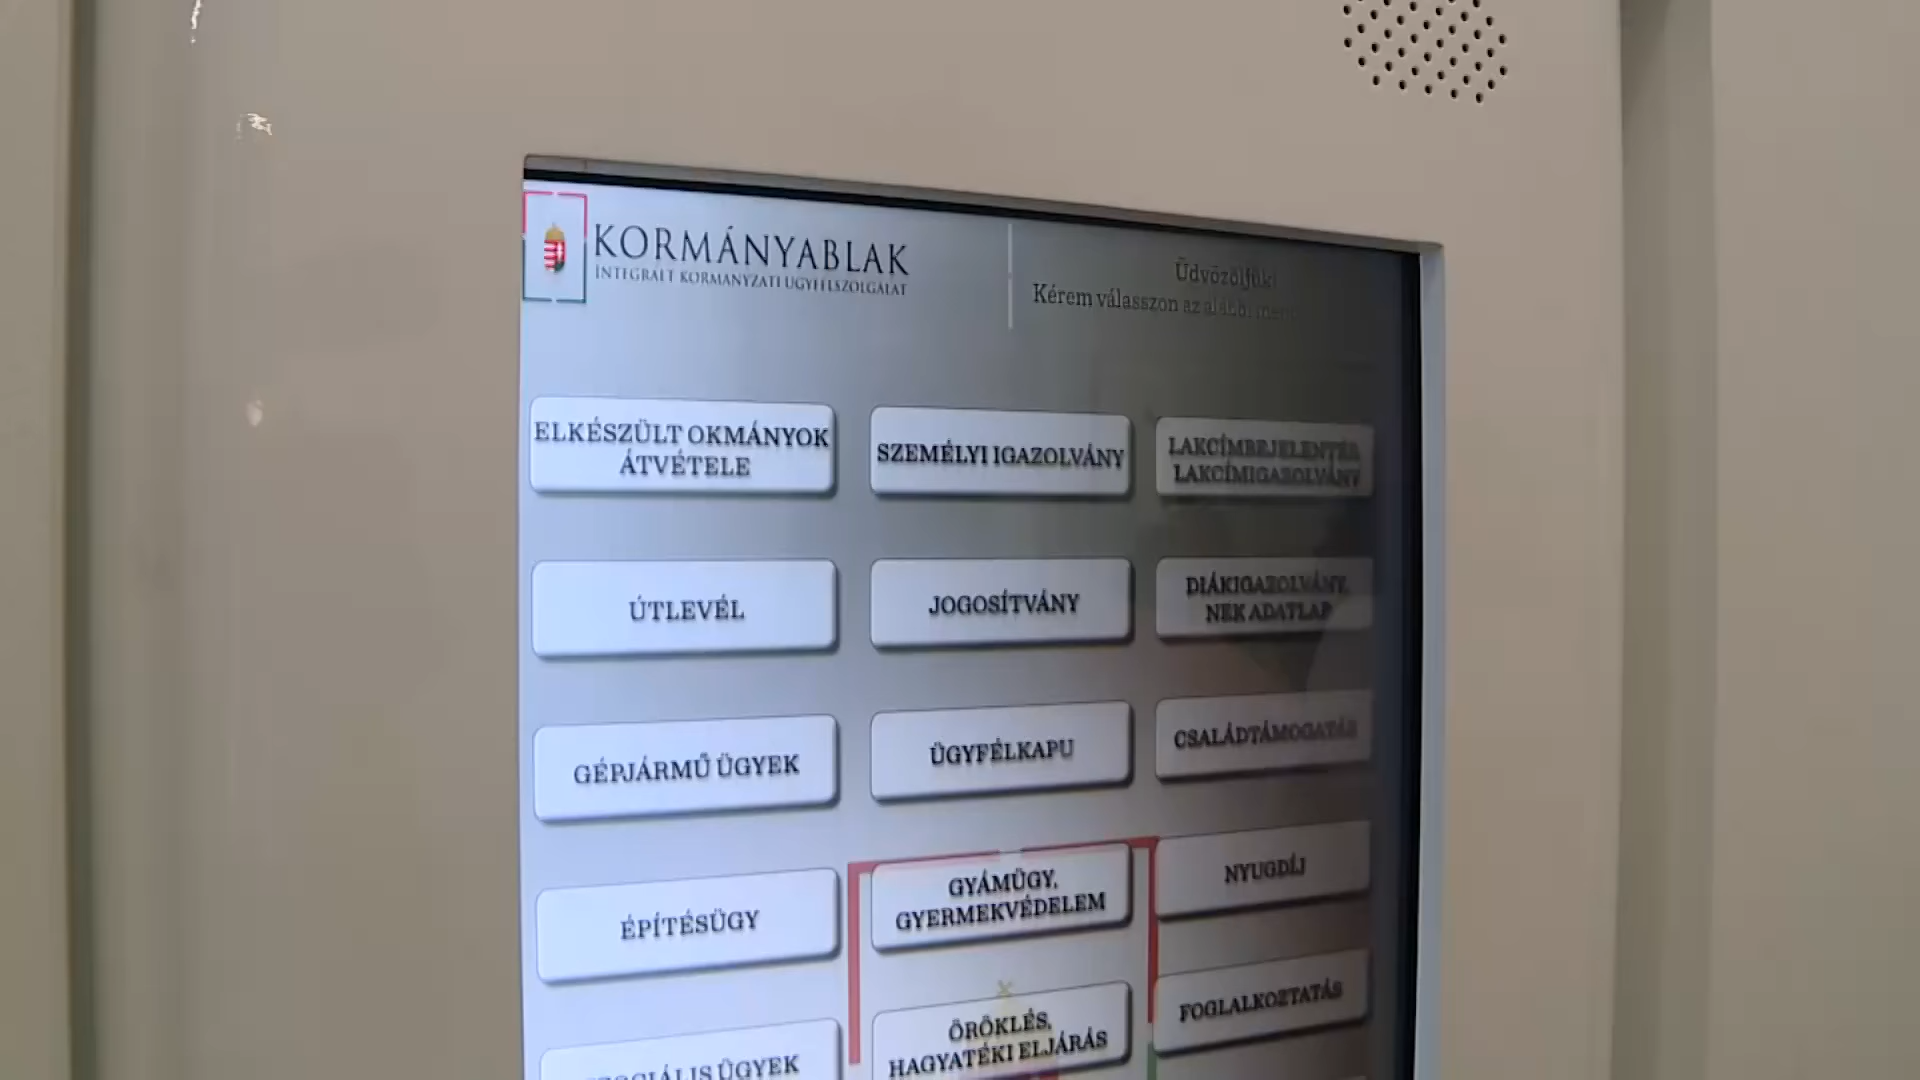 KORMÁNYABLAK
INTEGRÁLT KORMÁNYZATI ÜGYFÉLSZOLGÁLAT
Üdvözöljük!
Kérem válasszon az alábbi
ELKÉSZÜLT OKMÁNYOK
ÁTVÉTELE
SZEMÉLYI IGAZOLVÁNY
LAKCÍMBEJELENTÉS
LAKCÍMIGAZOLVÁNY
ÚTLEVÉL
JOGOSÍTVÁNY
DIÁKIGAZOLVÁNY,
NEK ADATLAP
GÉPJÁRMŰ ÜGYEK
ÜGYFÉLKAPU
CSALÁDTÁMOGATÁS
ÉPÍTÉSÜGY
GYÁMÜGY,
GYERMEKVÉDELEM
NYUGDÍJ
SZOCIÁLIS ÜGYEK
ÖRÖKLÉS,
HAGYATÉKI ELJÁRÁS
FOGLALKOZTATÁS